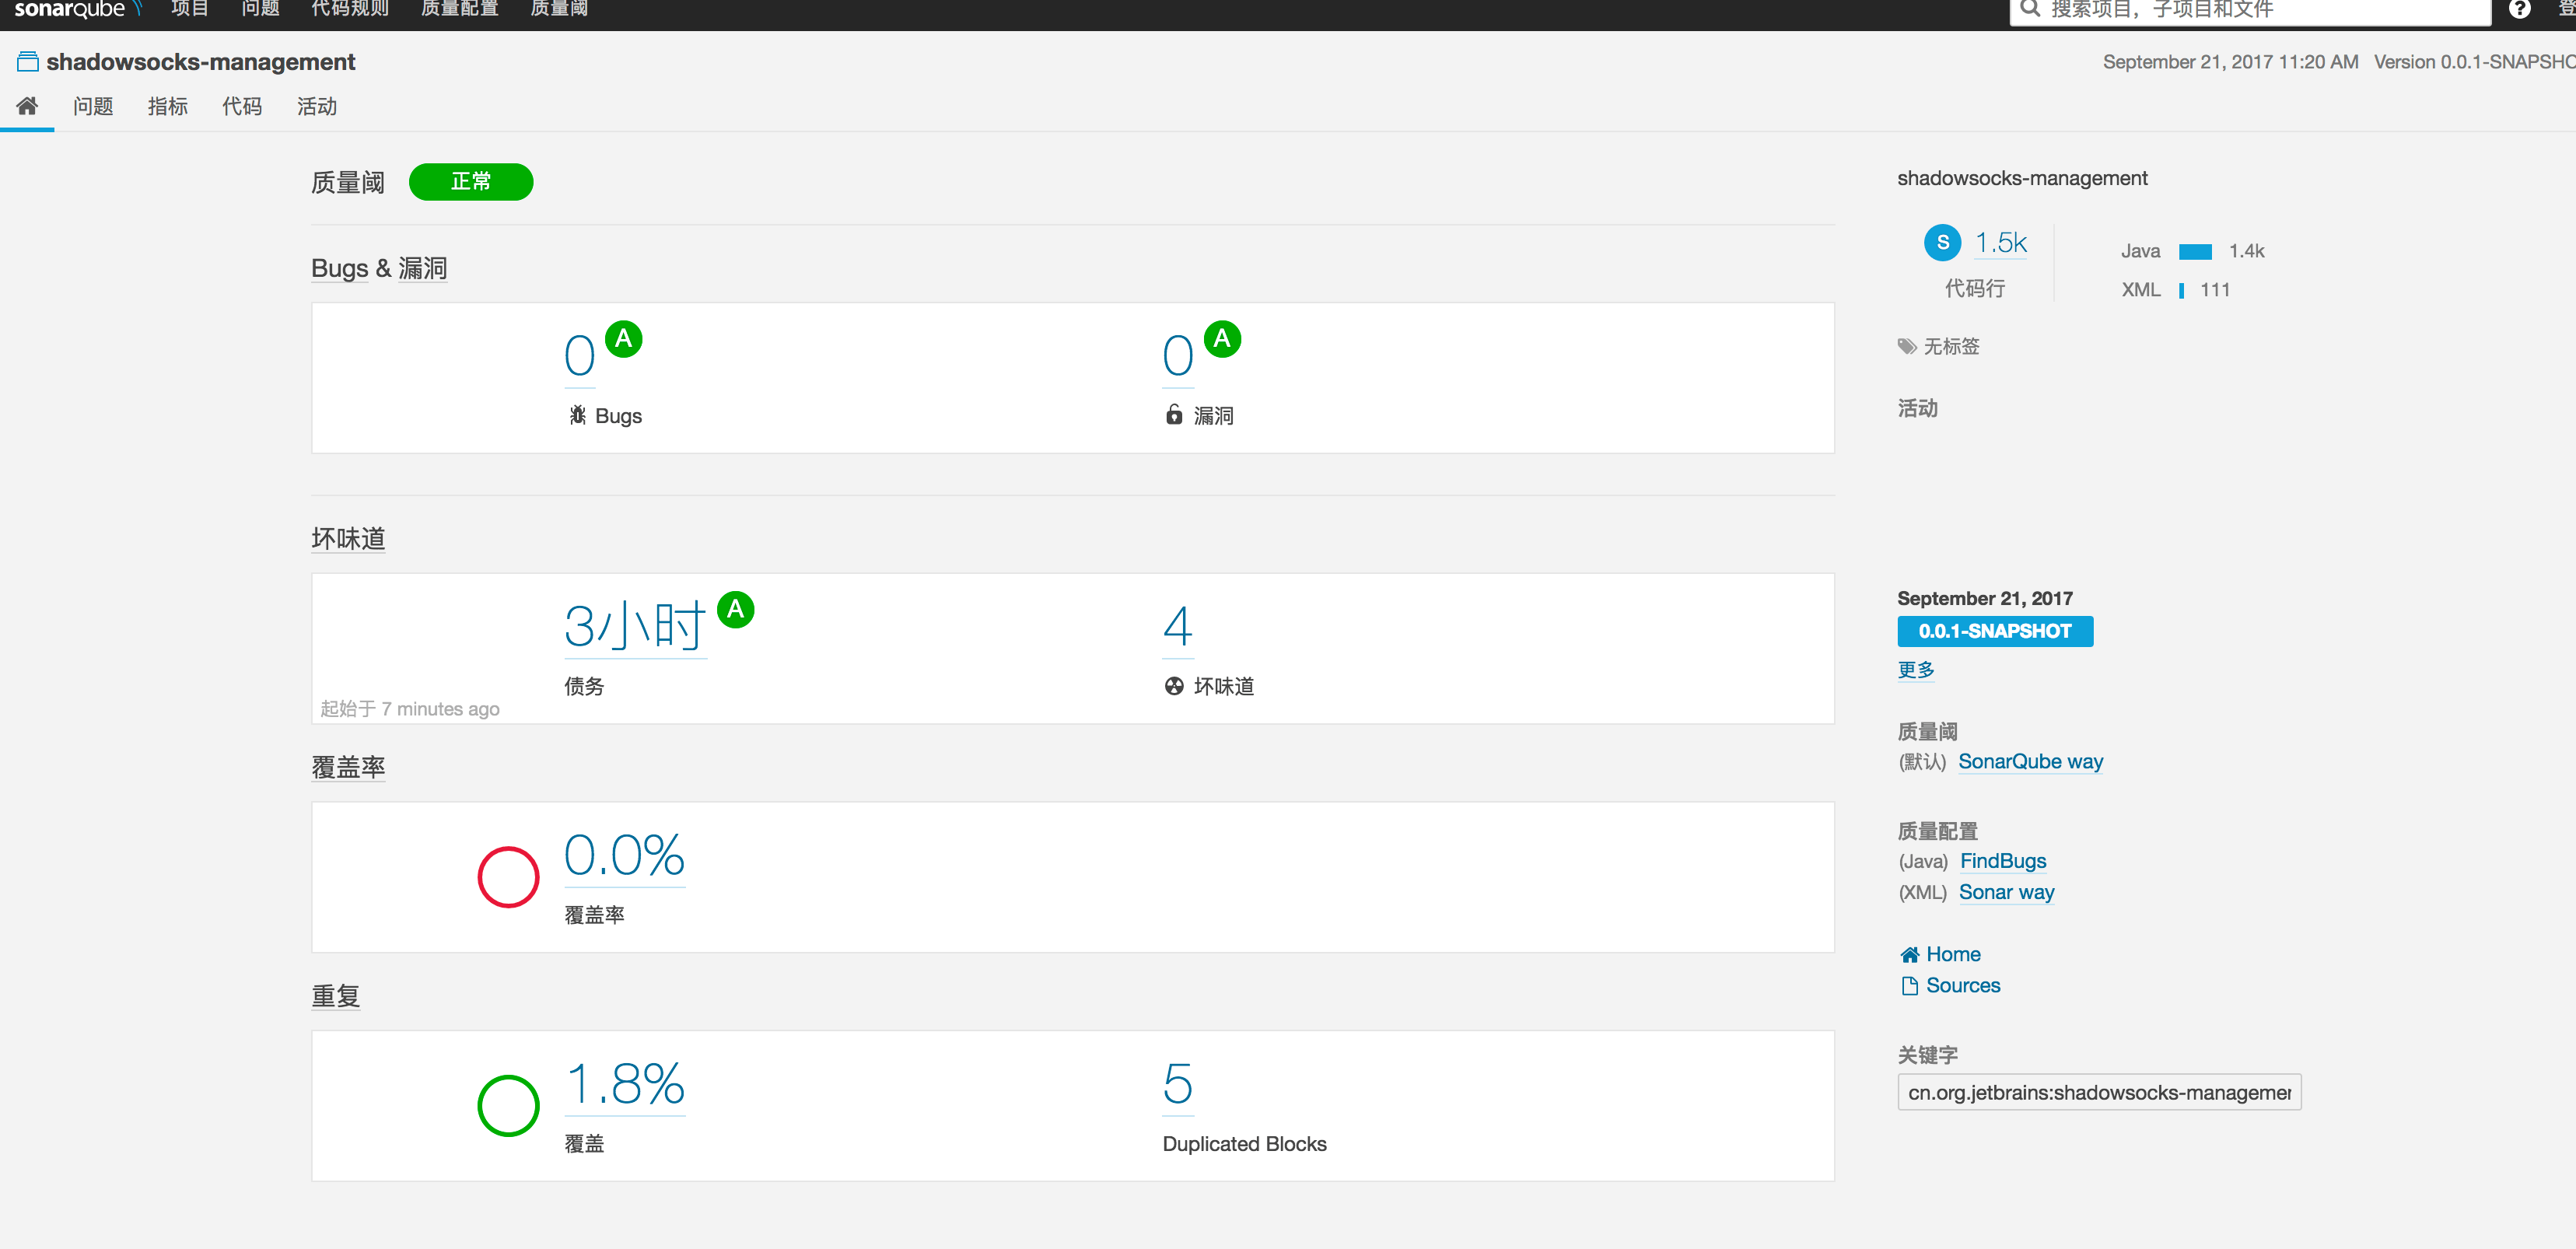 sonarqube 项目 问题 代码规则 质量配置 质量阈 搜索项目，子项目和文件
shadowsocks-management September 21, 2017 11:20 AM Version 0.0.1-SNAPSHO
问题 指标 代码 活动
质量阈 正常
Bugs & 漏洞
0 A
Bugs
0 A
漏洞
坏味道
3小时 A
债务
4
坏味道
起始于 7 minutes ago
覆盖率
0.0%
覆盖率
重复
1.8%
覆盖
5
Duplicated Blocks
shadowsocks-management
S 1.5k
代码行
Java 1.4k
XML 111
无标签
活动
September 21, 2017
0.0.1-SNAPSHOT
更多
质量阈
(默认) SonarQube way
质量配置
(Java) FindBugs
(XML) Sonar way
Home
Sources
关键字
cn.org.jetbrains:shadowsocks-managemer